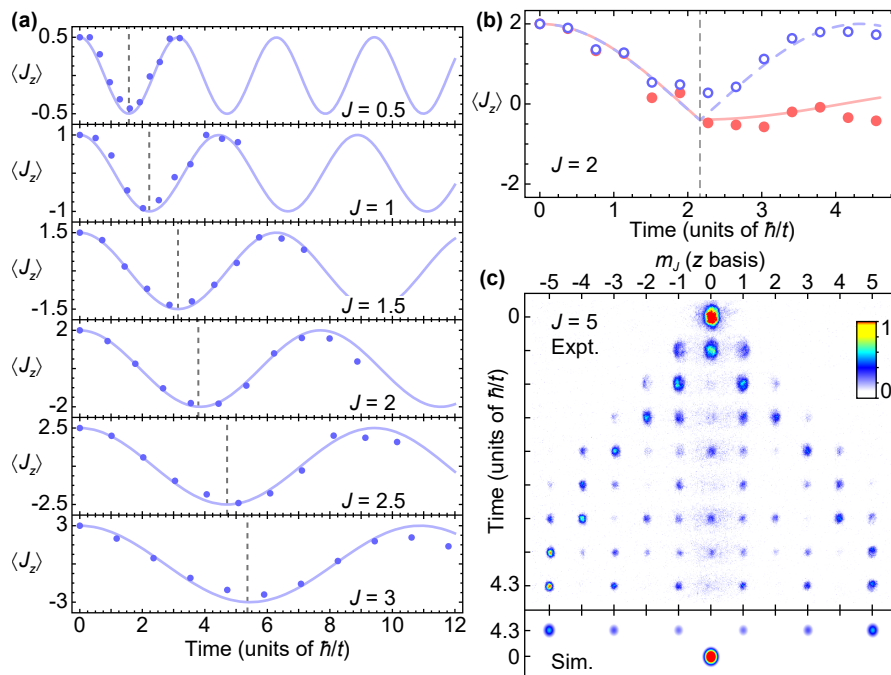 (a)
0.5
⟨Jz⟩
-0.5
J = 0.5
1
⟨Jz⟩
-1
J = 1
1.5
⟨Jz⟩
-1.5
J = 1.5
2
⟨Jz⟩
-2
J = 2
2.5
⟨Jz⟩
-2.5
J = 2.5
3
⟨Jz⟩
-3
J = 3
0 2 4 6 8 10 12
Time (units of ℏ/t)
(b)
2
0
-2
⟨Jz⟩
J = 2
0 1 2 3 4
Time (units of ℏ/t)
(c)
mJ (z basis)
-5 -4 -3 -2 -1 0 1 2 3 4 5
0
J = 5
Expt.
1
0
Time (units of ℏ/t)
4.3
4.3
0
Sim.